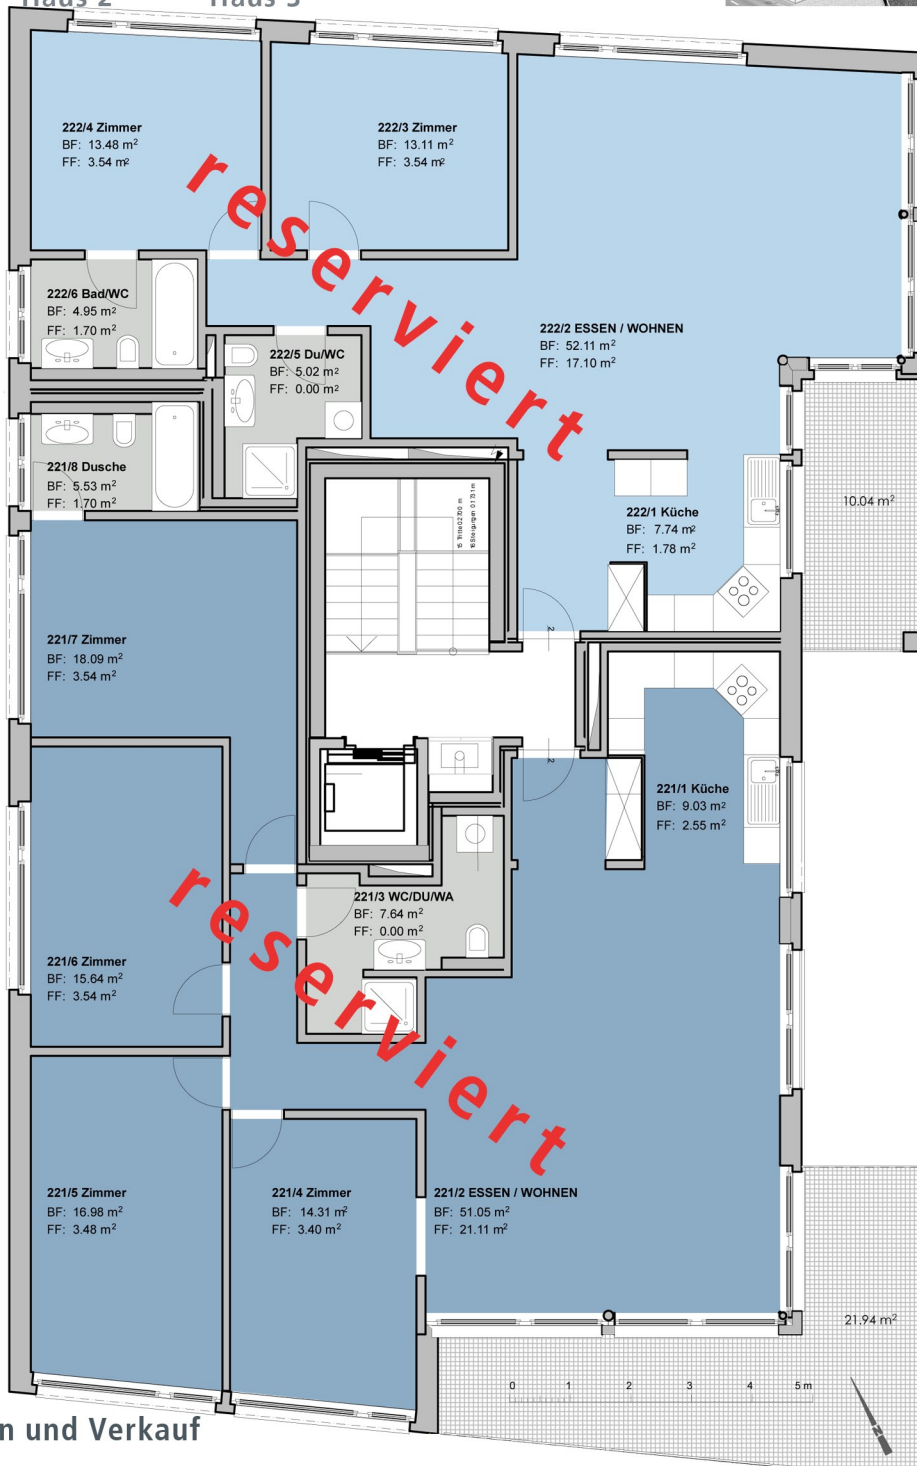 Haus 2 Haus 3
222/4 Zimmer
BF: 13.48 m²
FF: 3.54 m²
222/3 Zimmer
BF: 13.11 m²
FF: 3.54 m²
reserviert
222/6 Bad/WC
BF: 4.95 m²
FF: 1.70 m²
222/5 Du/WC
BF: 5.02 m²
FF: 0.00 m²
222/2 ESSEN / WOHNEN
BF: 52.11 m²
FF: 17.10 m²
221/8 Dusche
BF: 5.53 m²
FF: 1.70 m²
222/1 Küche
BF: 7.74 m²
FF: 1.78 m²
10.04 m²
221/7 Zimmer
BF: 18.09 m²
FF: 3.54 m²
221/1 Küche
BF: 9.03 m²
FF: 2.55 m²
221/3 WC/DU/WA
BF: 7.64 m²
FF: 0.00 m²
reserviert
221/6 Zimmer
BF: 15.64 m²
FF: 3.54 m²
221/5 Zimmer
BF: 16.98 m²
FF: 3.48 m²
221/4 Zimmer
BF: 14.31 m²
FF: 3.40 m²
221/2 ESSEN / WOHNEN
BF: 51.05 m²
FF: 21.11 m²
21.94 m²
0 1 2 3 4 5 m
n und Verkauf